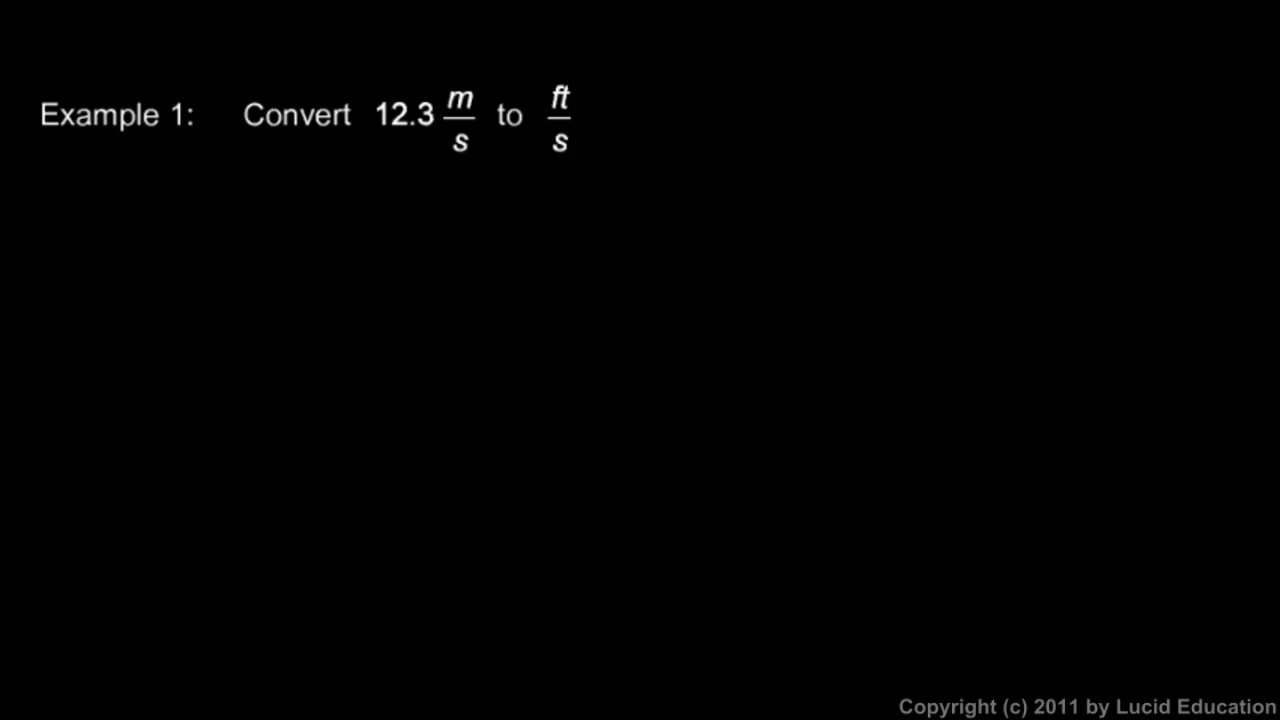 Example 1: Convert 12.3 m/s to ft/s
Copyright (c) 2011 by Lucid Education